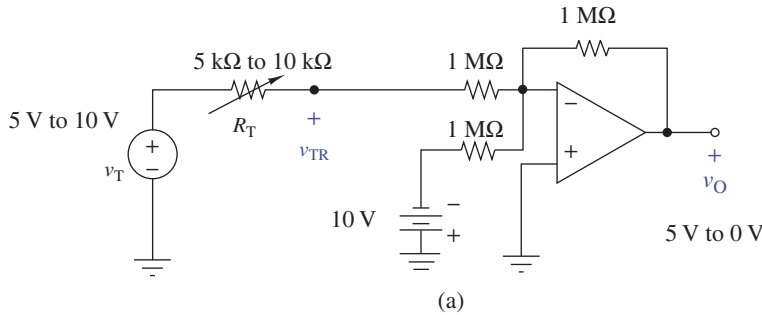 1 MΩ
5 kΩ to 10 kΩ
1 MΩ
5 V to 10 V
R_T
+
v_TR
1 MΩ
−
+
+
−
v_T
+
v_O
10 V
−
+
5 V to 0 V
(a)